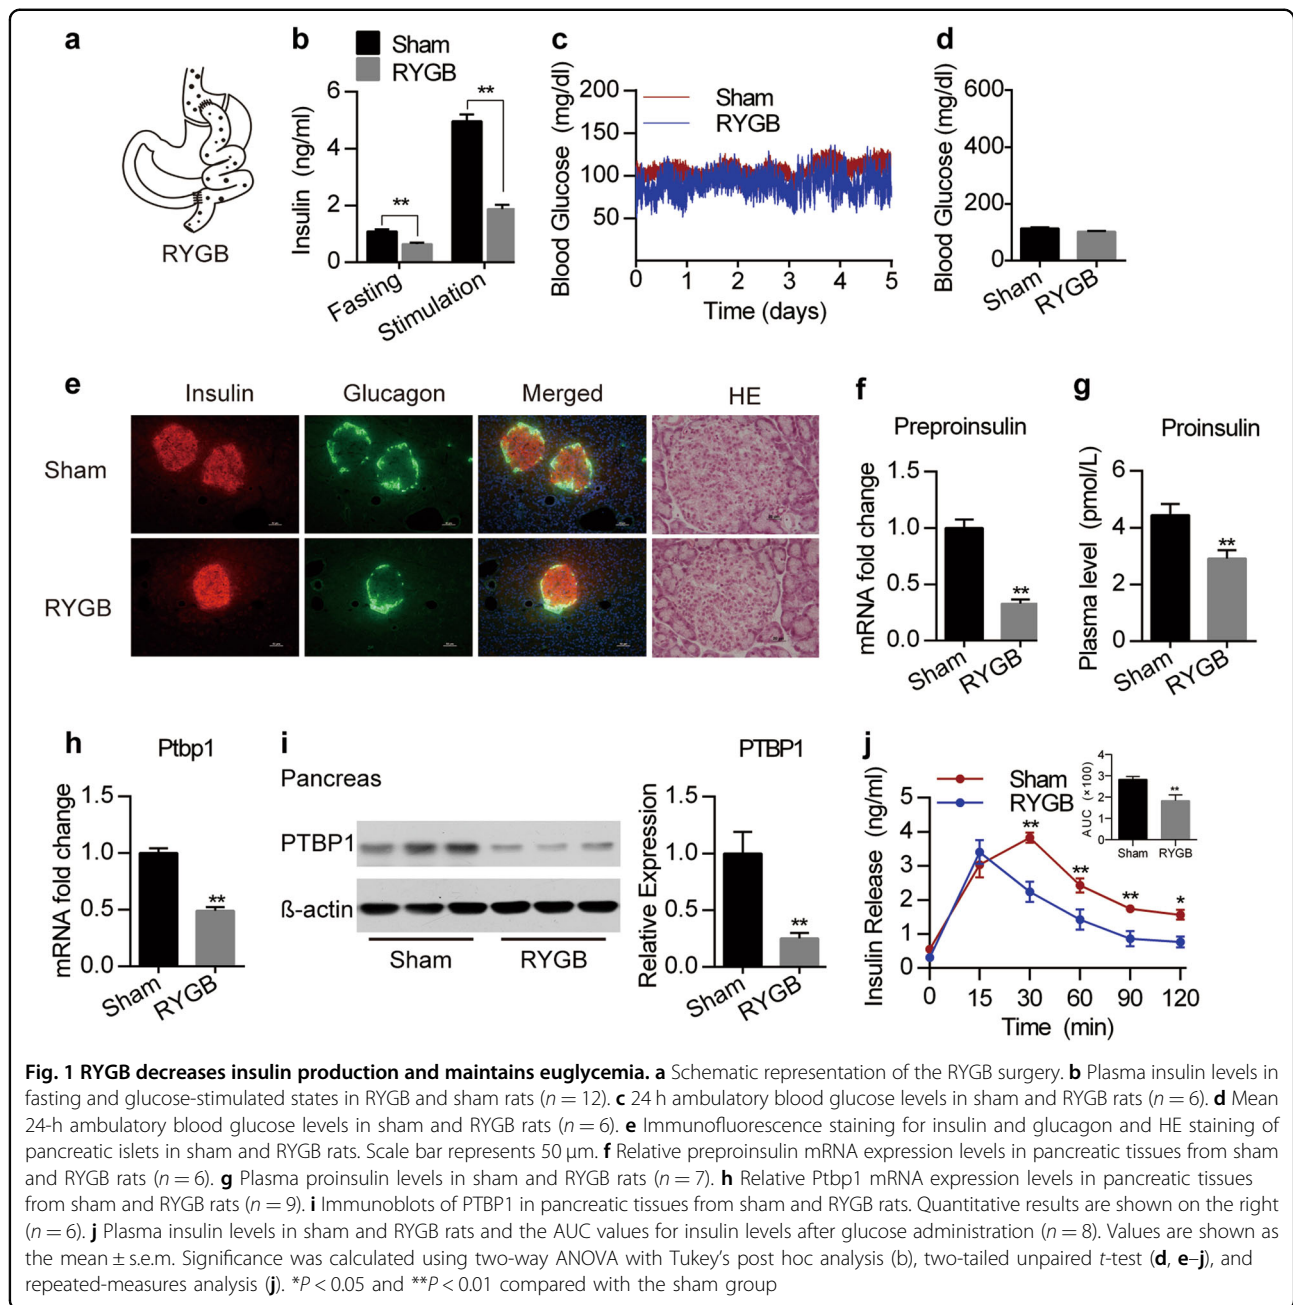 a
RYGB
b
Sham
RYGB
Insulin (ng/ml)
6
4
2
0
**
**
Fasting
Stimulation
c
Blood Glucose (mg/dl)
200
150
100
50
Sham
RYGB
0 1 2 3 4 5
Time (days)
d
Blood Glucose (mg/dl)
600
400
200
0
Sham
RYGB
e
Insulin Glucagon Merged HE
Sham
RYGB
f
Preproinsulin
mRNA fold change
1.5
1.0
0.5
0.0
**
Sham
RYGB
g
Proinsulin
Plasma level (pmol/L)
6
4
2
0
**
Sham
RYGB
h
Ptbp1
mRNA fold change
1.5
1.0
0.5
0.0
**
Sham
RYGB
i
Pancreas
PTBP1
ß-actin
Sham RYGB
PTBP1
Relative Expression
1.5
1.0
0.5
0.0
**
Sham
RYGB
j
Sham
RYGB
Insulin Release (ng/ml)
5
4
3
2
1
0
**
**
**
*
0 15 30 60 90 120
Time (min)
AUC (×100)
4
3
2
1
0
**
Sham RYGB
Fig. 1 RYGB decreases insulin production and maintains euglycemia. a Schematic representation of the RYGB surgery. b Plasma insulin levels in
fasting and glucose-stimulated states in RYGB and sham rats (n = 12). c 24 h ambulatory blood glucose levels in sham and RYGB rats (n = 6). d Mean
24-h ambulatory blood glucose levels in sham and RYGB rats (n = 6). e Immunofluorescence staining for insulin and glucagon and HE staining of
pancreatic islets in sham and RYGB rats. Scale bar represents 50 μm. f Relative preproinsulin mRNA expression levels in pancreatic tissues from sham
and RYGB rats (n = 6). g Plasma proinsulin levels in sham and RYGB rats (n = 7). h Relative Ptbp1 mRNA expression levels in pancreatic tissues
from sham and RYGB rats (n = 9). i Immunoblots of PTBP1 in pancreatic tissues from sham and RYGB rats. Quantitative results are shown on the right
(n = 6). j Plasma insulin levels in sham and RYGB rats and the AUC values for insulin levels after glucose administration (n = 8). Values are shown as
the mean ± s.e.m. Significance was calculated using two-way ANOVA with Tukey's post hoc analysis (b), two-tailed unpaired t-test (d, e–j), and
repeated-measures analysis (j). *P < 0.05 and **P < 0.01 compared with the sham group